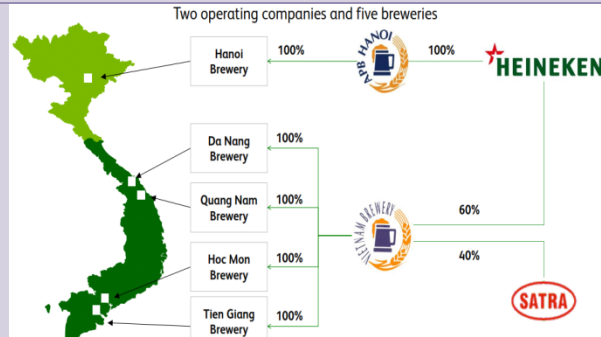 Two operating companies and five breweries
Hanoi
Brewery
100%
APB HANOI
100%
HEINEKEN
Da Nang
Brewery
100%
Quang Nam
Brewery
100%
VIETNAM BREWERY
60%
40%
Hoc Mon
Brewery
100%
SATRA
Tien Giang
Brewery
100%